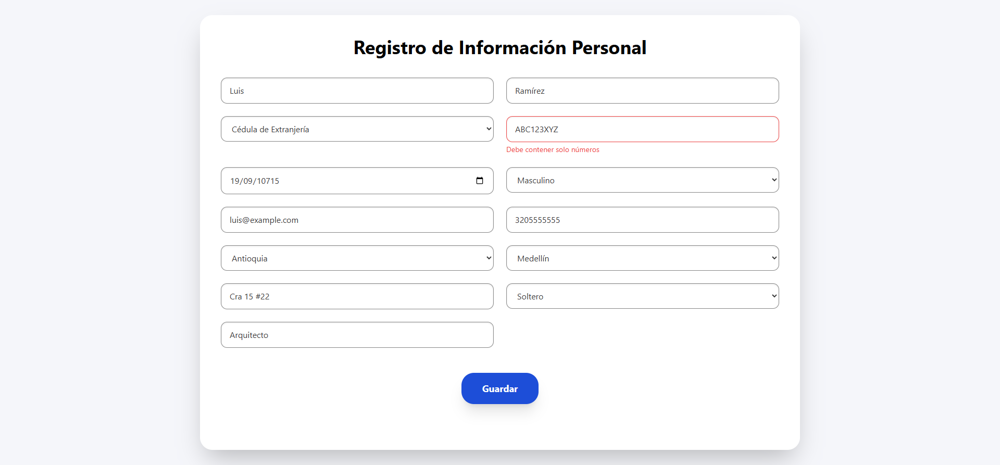 Registro de Información Personal
Luis
Ramírez
Cédula de Extranjería
ABC123XYZ
Debe contener solo números
19/09/10715
Masculino
luis@example.com
3205555555
Antioquia
Medellín
Cra 15 #22
Soltero
Arquitecto
Guardar